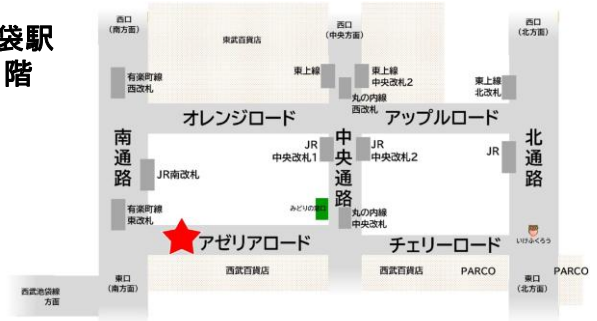 袋駅
階
西口
(南方面)
東武百貨店
西口
(中央方面)
西口
(北方面)
有楽町線
西改札
東上線
東上線
中央改札2
丸の内線
西改札
東上線
北改札
オレンジロード
アップルロード
南通路
中央通路
北通路
JR
中央改札1
JR
中央改札2
JR
JR南改札
有楽町線
東改札
みどりの窓口
丸の内線
中央改札
いけふくろう
アゼリアロード
チェリーロード
西武百貨店
西武百貨店
PARCO
PARCO
東口
(南方面)
東口
(北方面)
西武池袋線
方面